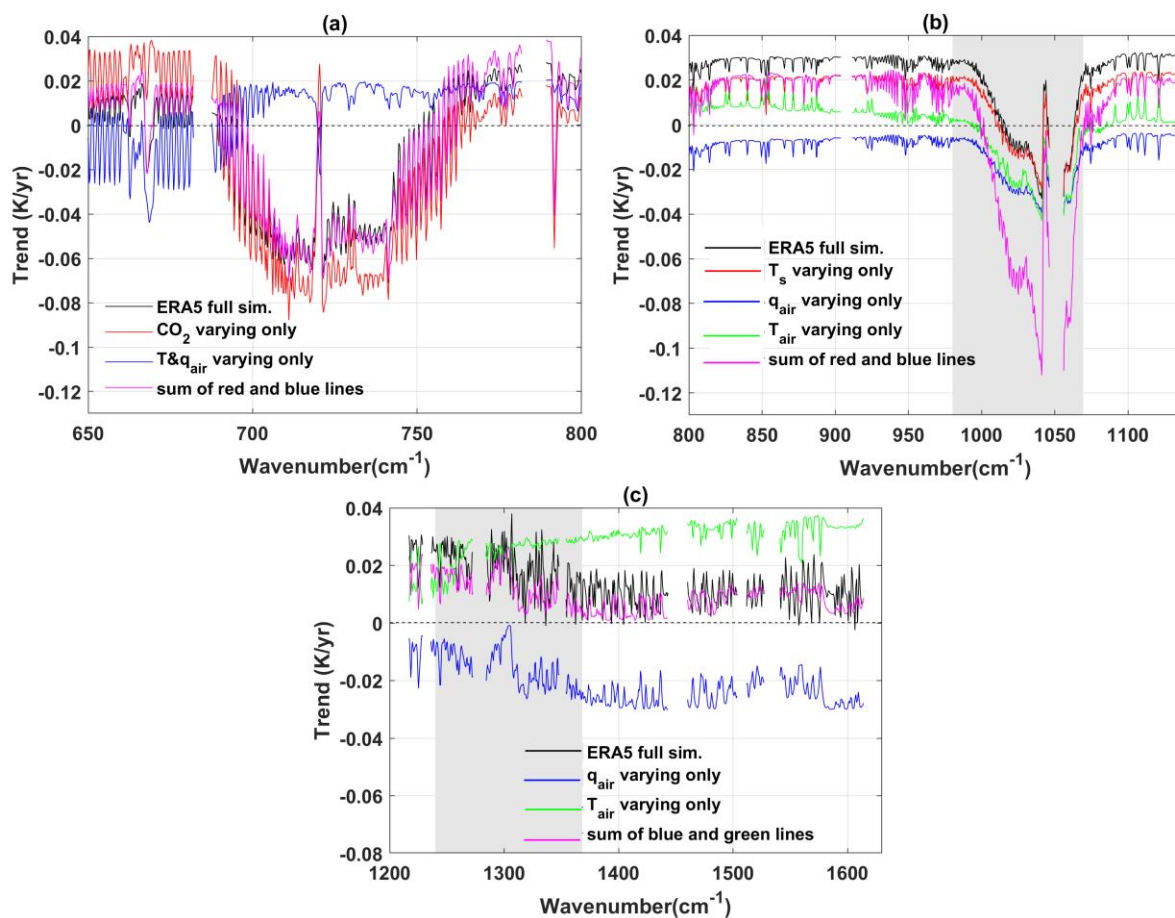 (a)
0.04
0.02
0
-0.02
-0.04
-0.06
-0.08
-0.1
-0.12
Trend (K/yr)
ERA5 full sim.
CO2 varying only
T&qair varying only
sum of red and blue lines
650 700 750 800
Wavenumber(cm-1)
(b)
0.04
0.02
0
-0.02
-0.04
-0.06
-0.08
-0.1
-0.12
Trend (K/yr)
ERA5 full sim.
Ts varying only
qair varying only
Tair varying only
sum of red and blue lines
800 850 900 950 1000 1050 1100
Wavenumber(cm-1)
(c)
0.04
0.02
0
-0.02
-0.04
-0.06
-0.08
Trend (K/yr)
ERA5 full sim.
qair varying only
Tair varying only
sum of blue and green lines
1200 1300 1400 1500 1600
Wavenumber(cm-1)